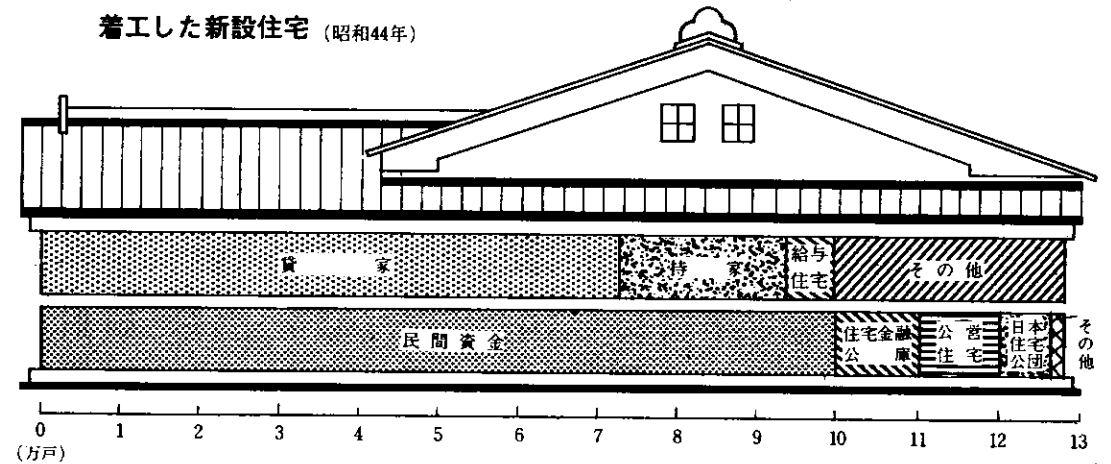 着工した新設住宅 (昭和44年)
貸家
持家
給与
住宅
その他
民間資金
住宅金融
公庫
公営
住宅
日本
住宅
公団
その他
0 1 2 3 4 5 6 7 8 9 10 11 12 13
(万戸)